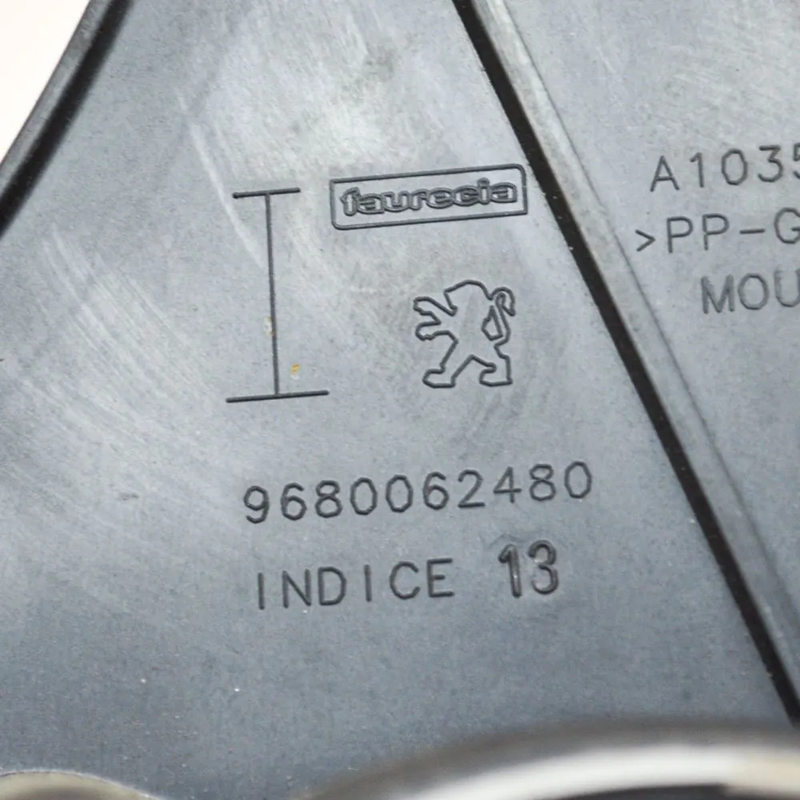 faurecia
9680062480
INDICE 13
A1035
>PP-G
MOU